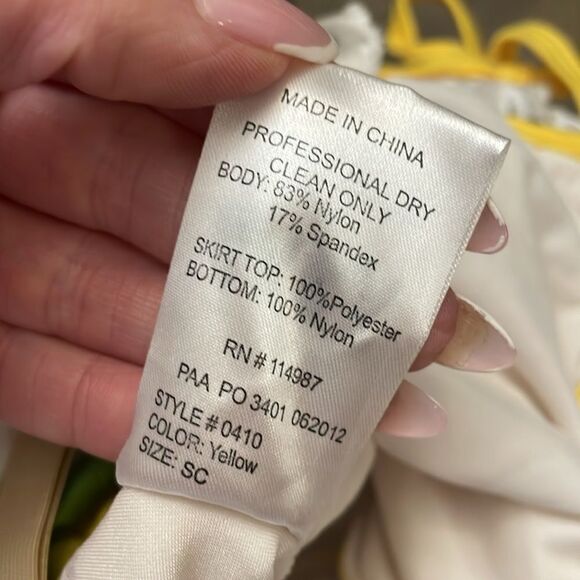 MADE IN CHINA
PROFESSIONAL DRY
CLEAN ONLY
BODY: 83% Nylon
17% Spandex
SKIRT TOP: 100%Polyester
BOTTOM: 100% Nylon
RN # 114987
PAA PO 3401 062012
STYLE # 0410
COLOR: Yellow
SIZE: SC